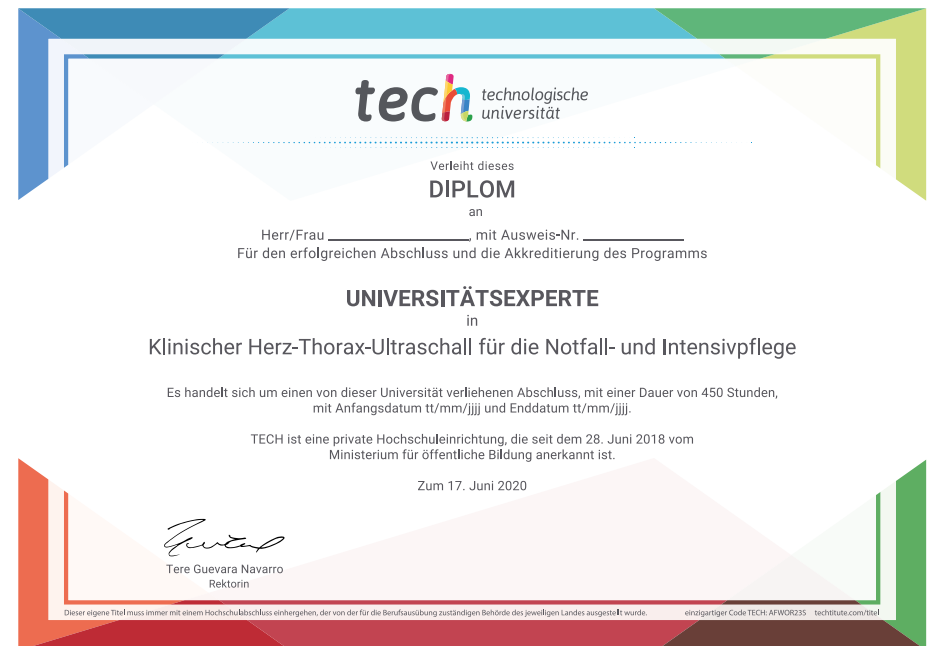 tech technologische
universität
Verleiht dieses
DIPLOM
an
Herr/Frau ____________, mit Ausweis-Nr. ____________
Für den erfolgreichen Abschluss und die Akkreditierung des Programms
UNIVERSITÄTSEXPERTE
in
Klinischer Herz-Thorax-Ultraschall für die Notfall- und Intensivpflege
Es handelt sich um einen von dieser Universität verliehenen Abschluss, mit einer Dauer von 450 Stunden,
mit Anfangsdatum tt/mm/jjjj und Enddatum tt/mm/jjjj.
TECH ist eine private Hochschuleinrichtung, die seit dem 28. Juni 2018 vom
Ministerium für öffentliche Bildung anerkannt ist.
Zum 17. Juni 2020
Tere Guevara Navarro
Rektorin
Dieser eigene Titel muss immer mit einem Hochschulabschluss einhergehen, der von der für die Berufsausübung zuständigen Behörde des jeweiligen Landes ausgestellt wurde. einzigartiger Code TECH: AFWOR23S techtitute.com/titel